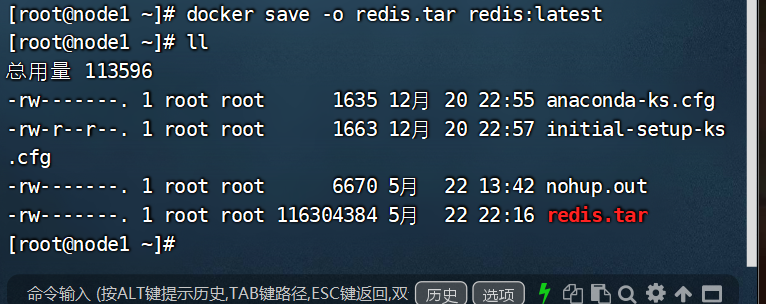 [root@node1 ~]# docker save -o redis.tar redis:latest
[root@node1 ~]# ll
总用量 113596
-rw-------. 1 root root      1635 12月 20 22:55 anaconda-ks.cfg
-rw-r--r--. 1 root root      1663 12月 20 22:57 initial-setup-ks
.cfg
-rw-------. 1 root root      6670 5月  22 13:42 nohup.out
-rw-------. 1 root root 116304384 5月  22 22:16 redis.tar
[root@node1 ~]#
命令输入 (按ALT键提示历史,TAB键路径,ESC键返回,双 历史 选项